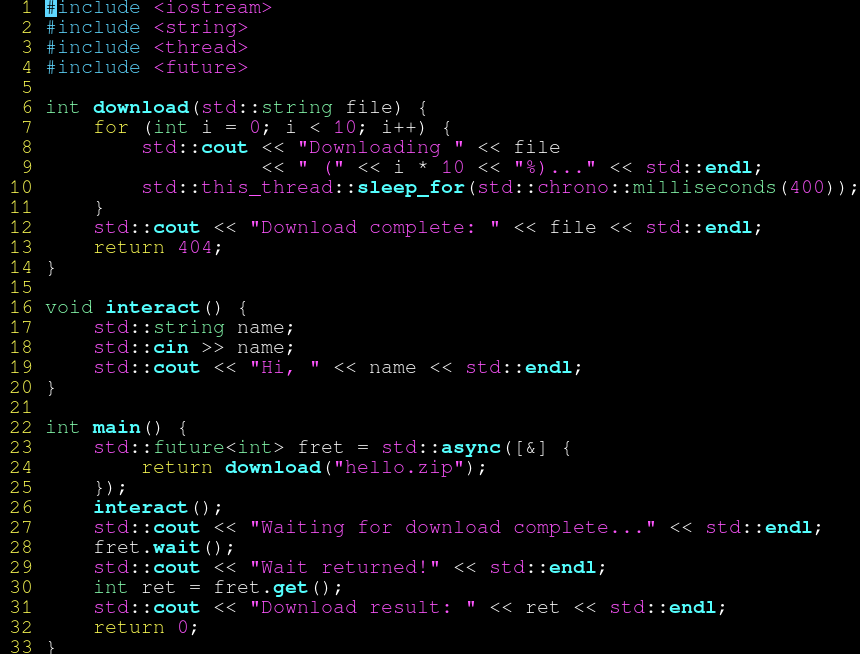 1 #include <iostream>
2 #include <string>
3 #include <thread>
4 #include <future>
5
6 int download(std::string file) {
7     for (int i = 0; i < 10; i++) {
8         std::cout << "Downloading " << file
9                   << " (" << i * 10 << "%)..." << std::endl;
10         std::this_thread::sleep_for(std::chrono::milliseconds(400));
11     }
12     std::cout << "Download complete: " << file << std::endl;
13     return 404;
14 }
15
16 void interact() {
17     std::string name;
18     std::cin >> name;
19     std::cout << "Hi, " << name << std::endl;
20 }
21
22 int main() {
23     std::future<int> fret = std::async([&] {
24         return download("hello.zip");
25     });
26     interact();
27     std::cout << "Waiting for download complete..." << std::endl;
28     fret.wait();
29     std::cout << "Wait returned!" << std::endl;
30     int ret = fret.get();
31     std::cout << "Download result: " << ret << std::endl;
32     return 0;
33 }